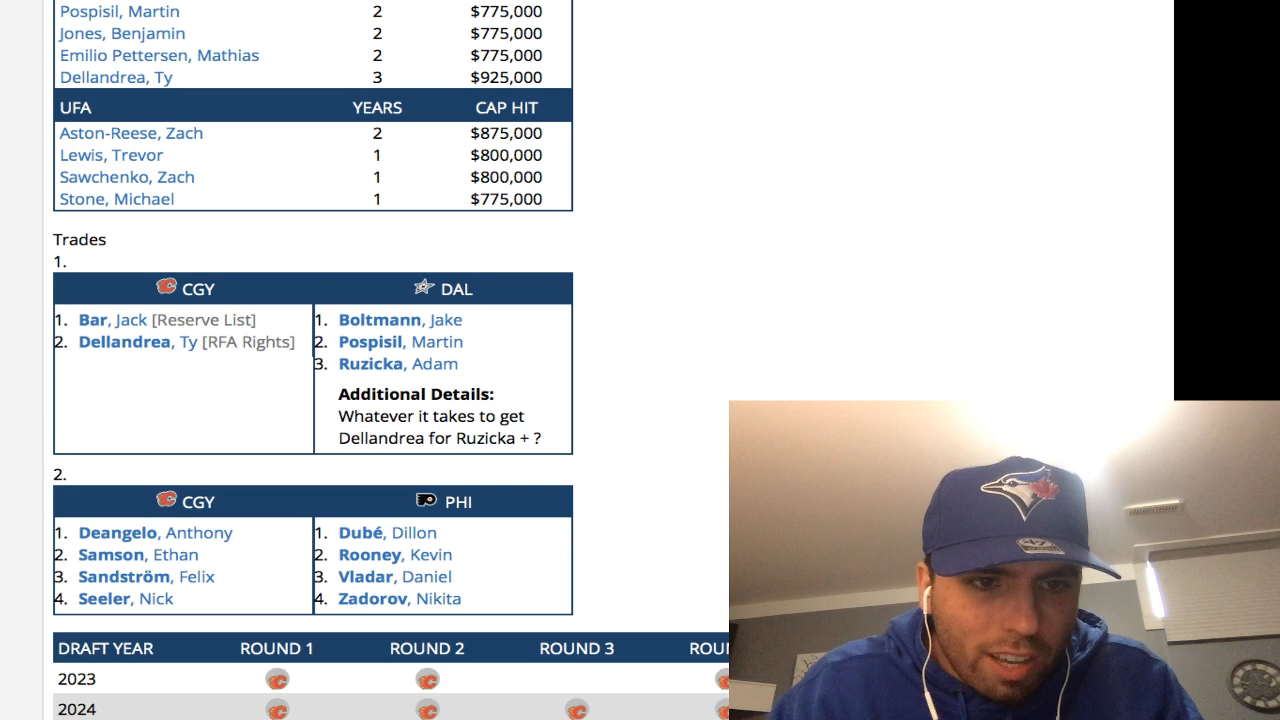 Pospisil, Martin 2 $775,000
Jones, Benjamin 2 $775,000
Emilio Pettersen, Mathias 2 $775,000
Dellandrea, Ty 3 $925,000
UFA YEARS CAP HIT
Aston-Reese, Zach 2 $875,000
Lewis, Trevor 1 $800,000
Sawchenko, Zach 1 $800,000
Stone, Michael 1 $775,000
Trades
1.
CGY DAL
1. Bar, Jack [Reserve List] 1. Boltmann, Jake
2. Dellandrea, Ty [RFA Rights] 2. Pospisil, Martin
3. Ruzicka, Adam
Additional Details:
Whatever it takes to get
Dellandrea for Ruzicka + ?
2.
CGY PHI
1. Deangelo, Anthony 1. Dubé, Dillon
2. Samson, Ethan 2. Rooney, Kevin
3. Sandström, Felix 3. Vladar, Daniel
4. Seeler, Nick 4. Zadorov, Nikita
DRAFT YEAR ROUND 1 ROUND 2 ROUND 3 ROU
2023
2024